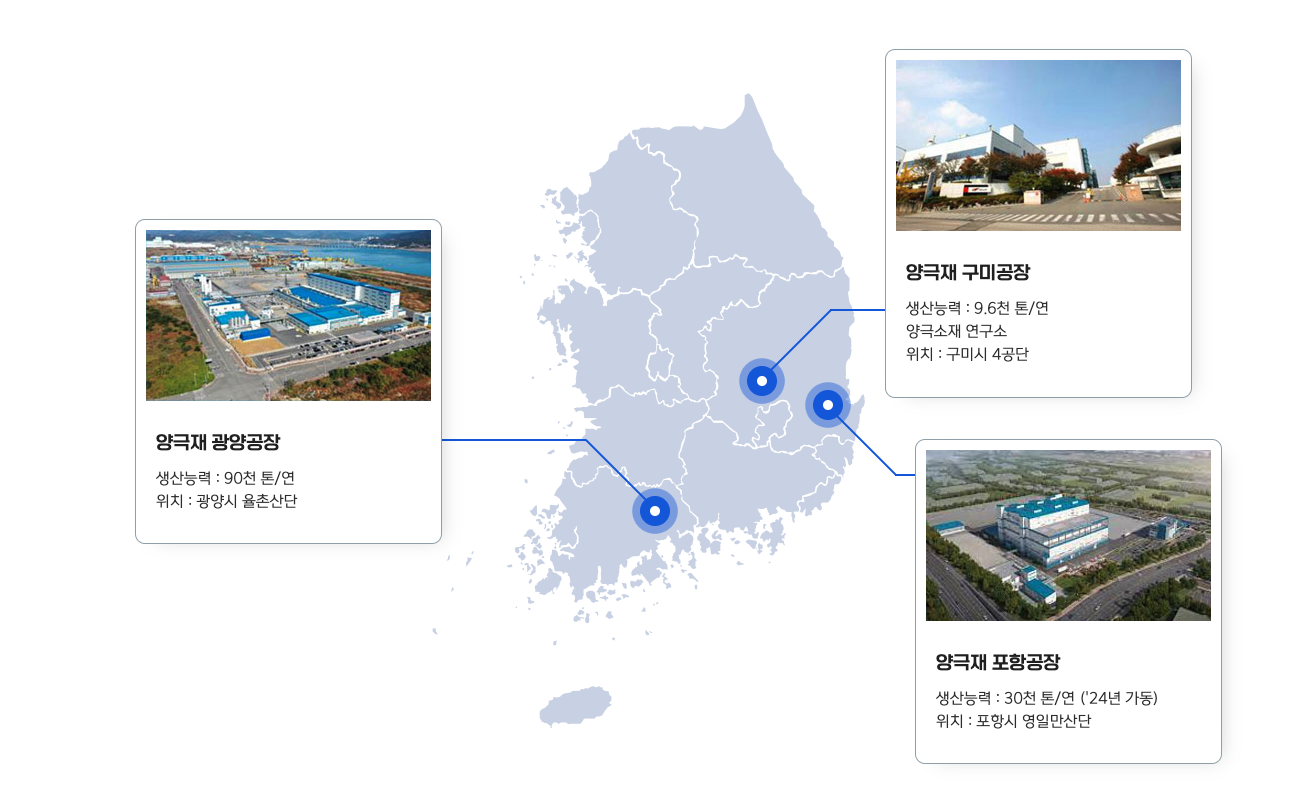 양극재 구미공장
생산능력 : 9.6천 톤/연
양극소재 연구소
위치 : 구미시 4공단
양극재 광양공장
생산능력 : 90천 톤/연
위치 : 광양시 율촌산단
양극재 포항공장
생산능력 : 30천 톤/연 ('24년 가동)
위치 : 포항시 영일만산단